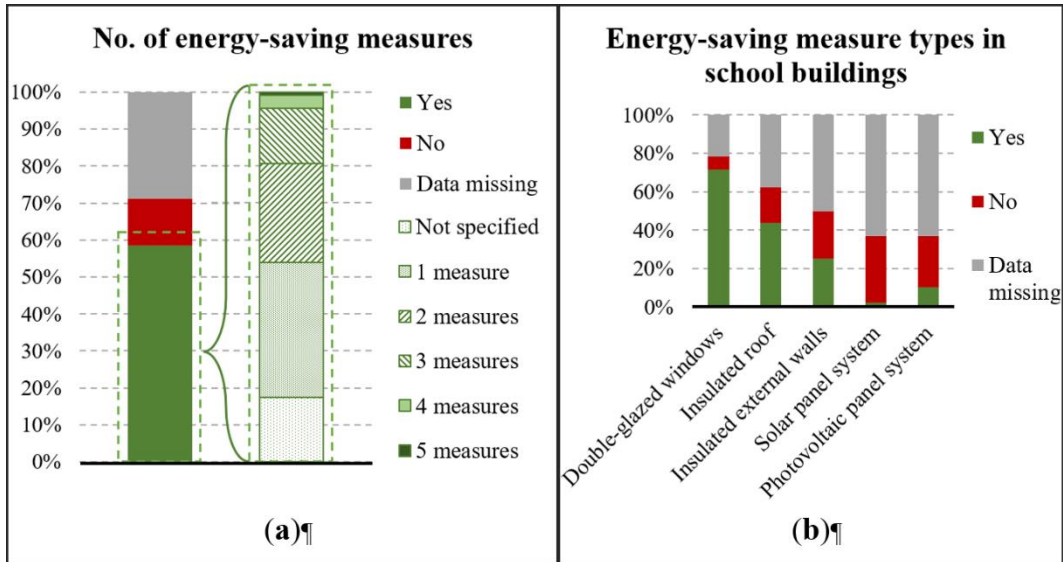 No. of energy-saving measures
100%
90%
80%
70%
60%
50%
40%
30%
20%
10%
0%
Yes
No
Data missing
Not specified
1 measure
2 measures
3 measures
4 measures
5 measures
(a)¶
Energy-saving measure types in
school buildings
100%
80%
60%
40%
20%
0%
Double-glazed windows
Insulated roof
Insulated external walls
Solar panel system
Photovoltaic panel system
Yes
No
Data
missing
(b)¶